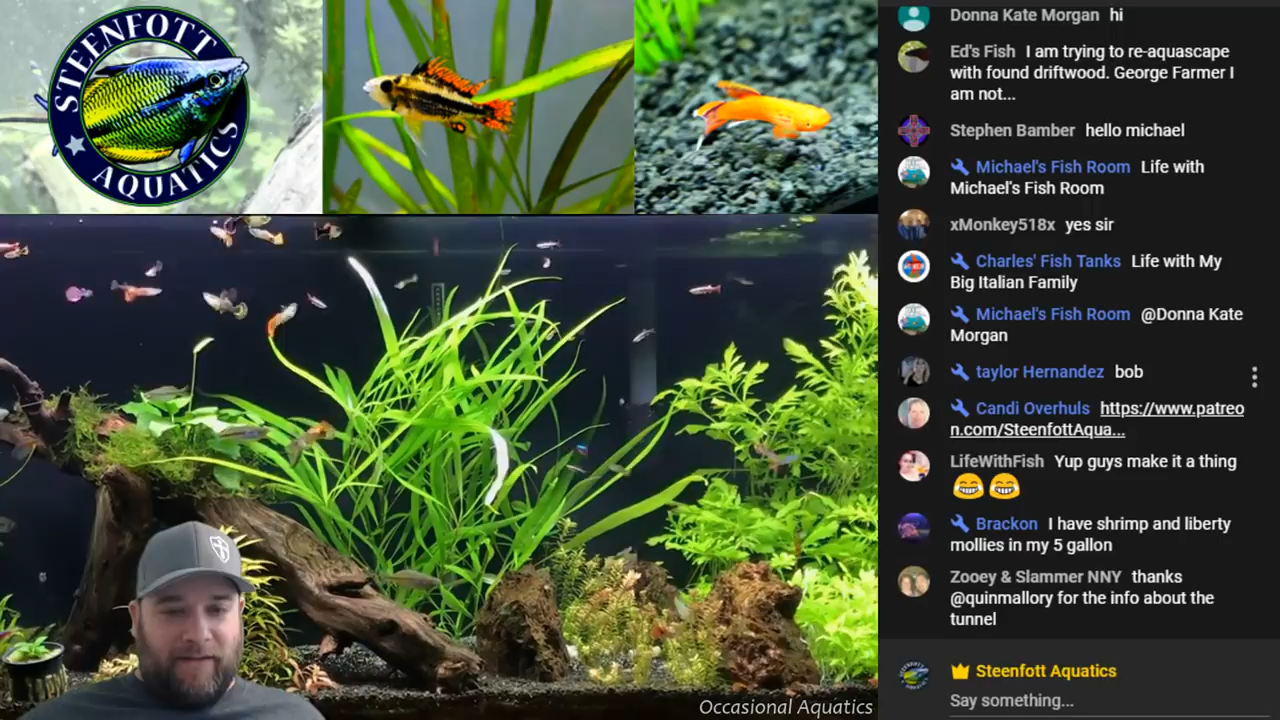 STEENFOTT
AQUATICS
Occasional Aquatics
Donna Kate Morgan hi
Ed's Fish I am trying to re-aquascape
with found driftwood. George Farmer I
am not...
Stephen Bamber hello michael
Michael's Fish Room Life with
Michael's Fish Room
xMonkey518x yes sir
Charles' Fish Tanks Life with My
Big Italian Family
Michael's Fish Room @Donna Kate
Morgan
taylor Hernandez bob
Candi Overhuls https://www.patreo
n.com/SteenfottAqua...
LifeWithFish Yup guys make it a thing
😂😂
Brackon I have shrimp and liberty
mollies in my 5 gallon
Zooey & Slammer NNY thanks
@quinmallory for the info about the
tunnel
Steenfott Aquatics
Say something...